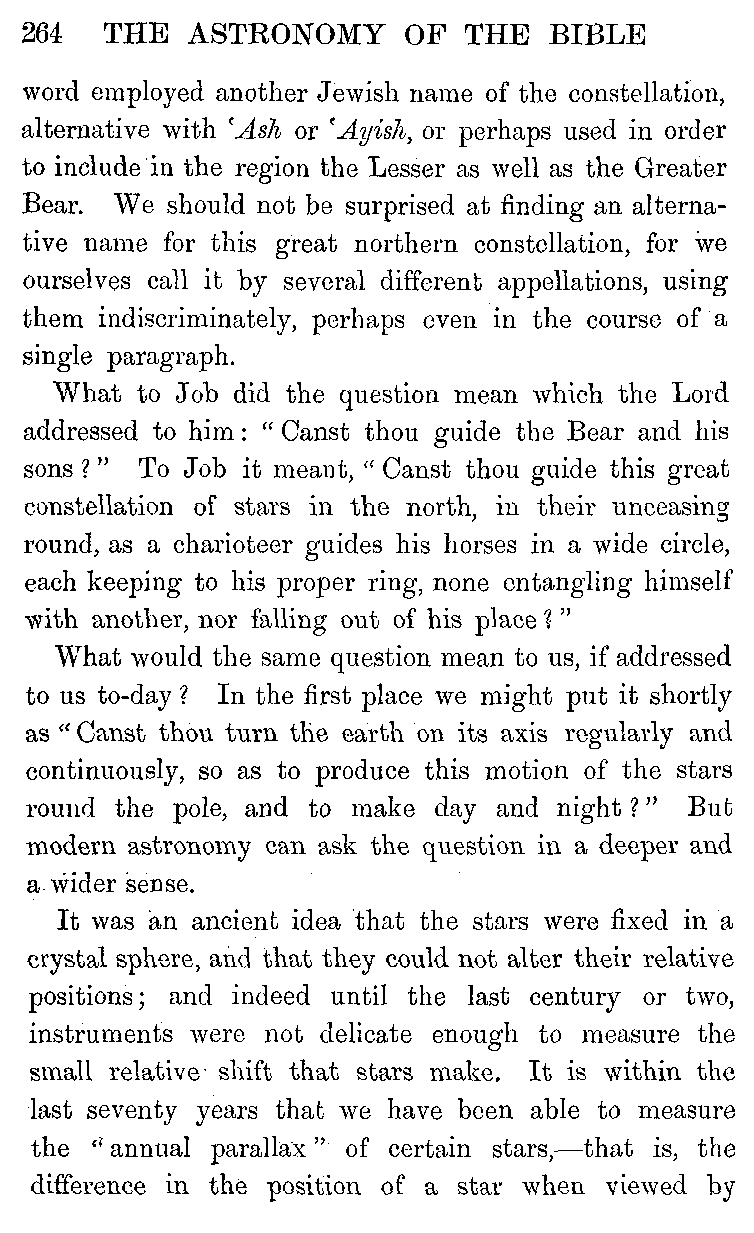 264 THE ASTRONOMY OF THE BIBLE
word employed another Jewish name of the constellation,
alternative with ‘Ash or ‘Ayish, or perhaps used in order
to include in the region the Lesser as well as the Greater
Bear. We should not be surprised at finding an alterna-
tive name for this great northern constellation, for we
ourselves call it by several different appellations, using
them indiscriminately, perhaps even in the course of a
single paragraph.
What to Job did the question mean which the Lord
addressed to him: “Canst thou guide the Bear and his
sons?” To Job it meant, “Canst thou guide this great
constellation of stars in the north, in their unceasing
round, as a charioteer guides his horses in a wide circle,
each keeping to his proper ring, none entangling himself
with another, nor falling out of his place?”
What would the same question mean to us, if addressed
to us to-day? In the first place we might put it shortly
as “Canst thou turn the earth on its axis regularly and
continuously, so as to produce this motion of the stars
round the pole, and to make day and night?” But
modern astronomy can ask the question in a deeper and
a wider sense.
It was an ancient idea that the stars were fixed in a
crystal sphere, and that they could not alter their relative
positions; and indeed until the last century or two,
instruments were not delicate enough to measure the
small relative shift that stars make. It is within the
last seventy years that we have been able to measure
the “annual parallax” of certain stars,—that is, the
difference in the position of a star when viewed by